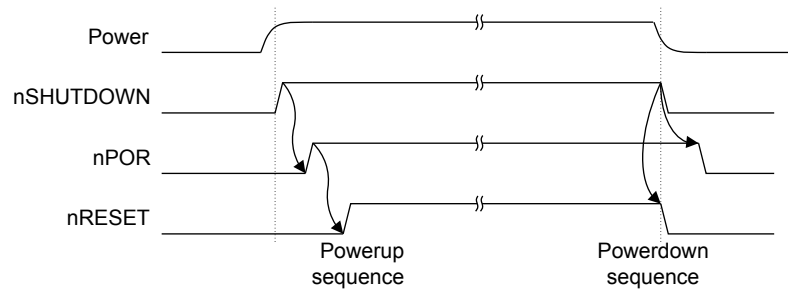 Power
nSHUTDOWN
nPOR
nRESET
Powerup
sequence
Powerdown
sequence